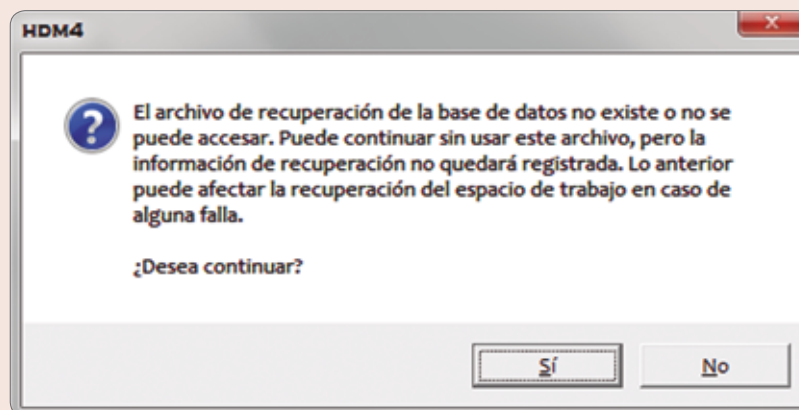 HDM4
El archivo de recuperación de la base de datos no existe o no se
puede accesar. Puede continuar sin usar este archivo, pero la
información de recuperación no quedará registrada. Lo anterior
puede afectar la recuperación del espacio de trabajo en caso de
alguna falla.
¿Desea continuar?
Sí
No